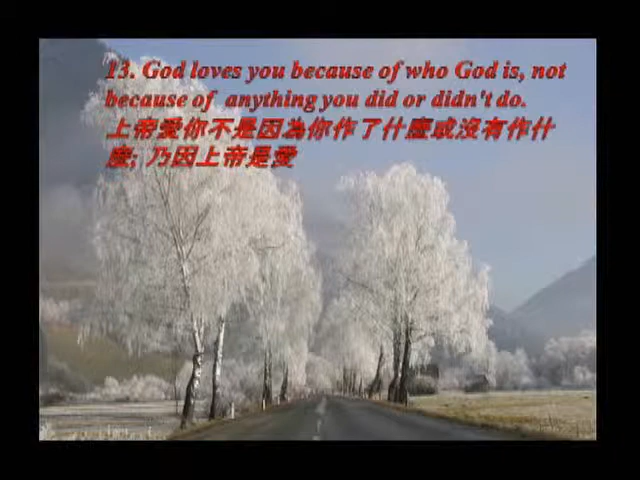 13. God loves you because of who God is, not
because of anything you did or didn't do.
上帝愛你不是因為你作了什麼或沒有作什
麼; 乃因上帝是愛